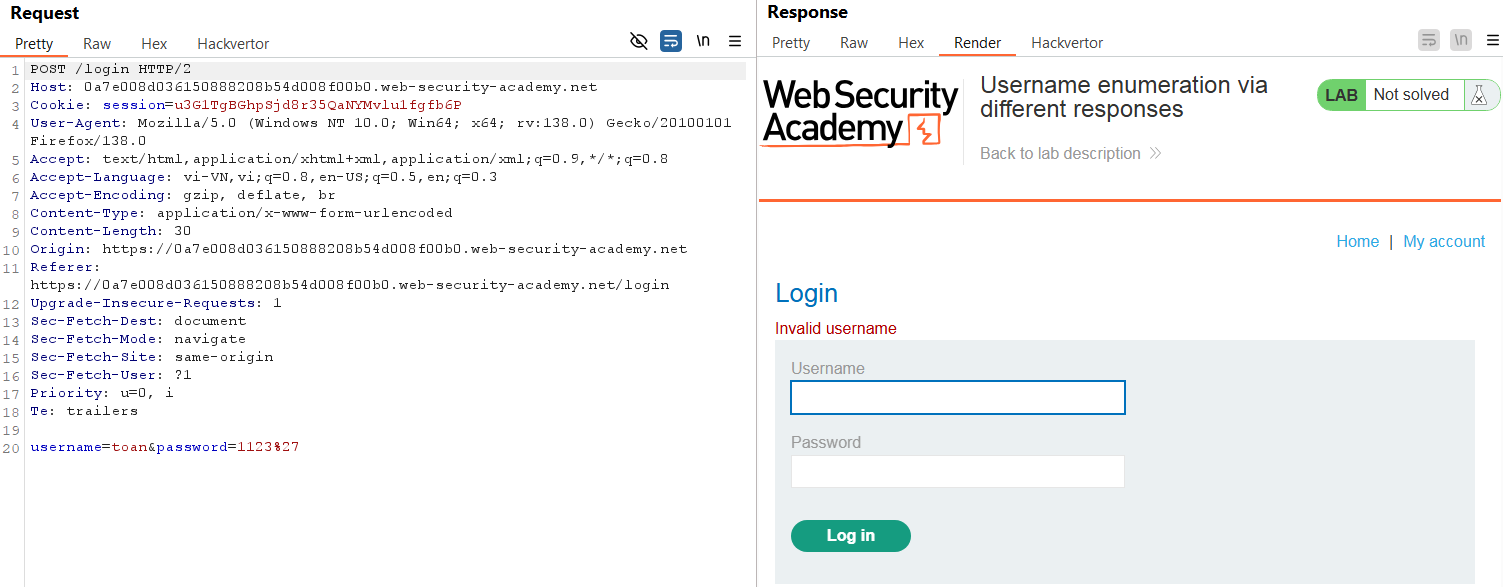 Request
Pretty Raw Hex Hackvertor
\n
1 POST /login HTTP/2
2 Host: 0a7e008d036150888208b54d008f00b0.web-security-academy.net
3 Cookie: session=u3G1TgBGhpSjd8r35QaNYMvlu1fgfb6P
4 User-Agent: Mozilla/5.0 (Windows NT 10.0; Win64; x64; rv:138.0) Gecko/20100101
Firefox/138.0
5 Accept: text/html,application/xhtml+xml,application/xml;q=0.9,*/*;q=0.8
6 Accept-Language: vi-VN,vi;q=0.8,en-US;q=0.5,en;q=0.3
7 Accept-Encoding: gzip, deflate, br
8 Content-Type: application/x-www-form-urlencoded
9 Content-Length: 30
10 Origin: https://0a7e008d036150888208b54d008f00b0.web-security-academy.net
11 Referer:
https://0a7e008d036150888208b54d008f00b0.web-security-academy.net/login
12 Upgrade-Insecure-Requests: 1
13 Sec-Fetch-Dest: document
14 Sec-Fetch-Mode: navigate
15 Sec-Fetch-Site: same-origin
16 Sec-Fetch-User: ?1
17 Priority: u=0, i
18 Te: trailers
19
20 username=toan&password=1123%27
Response
Pretty Raw Hex Render Hackvertor
\n
Web Security
Academy
Username enumeration via
different responses
LAB Not solved
Back to lab description
Home | My account
Login
Invalid username
Username
Password
Log in